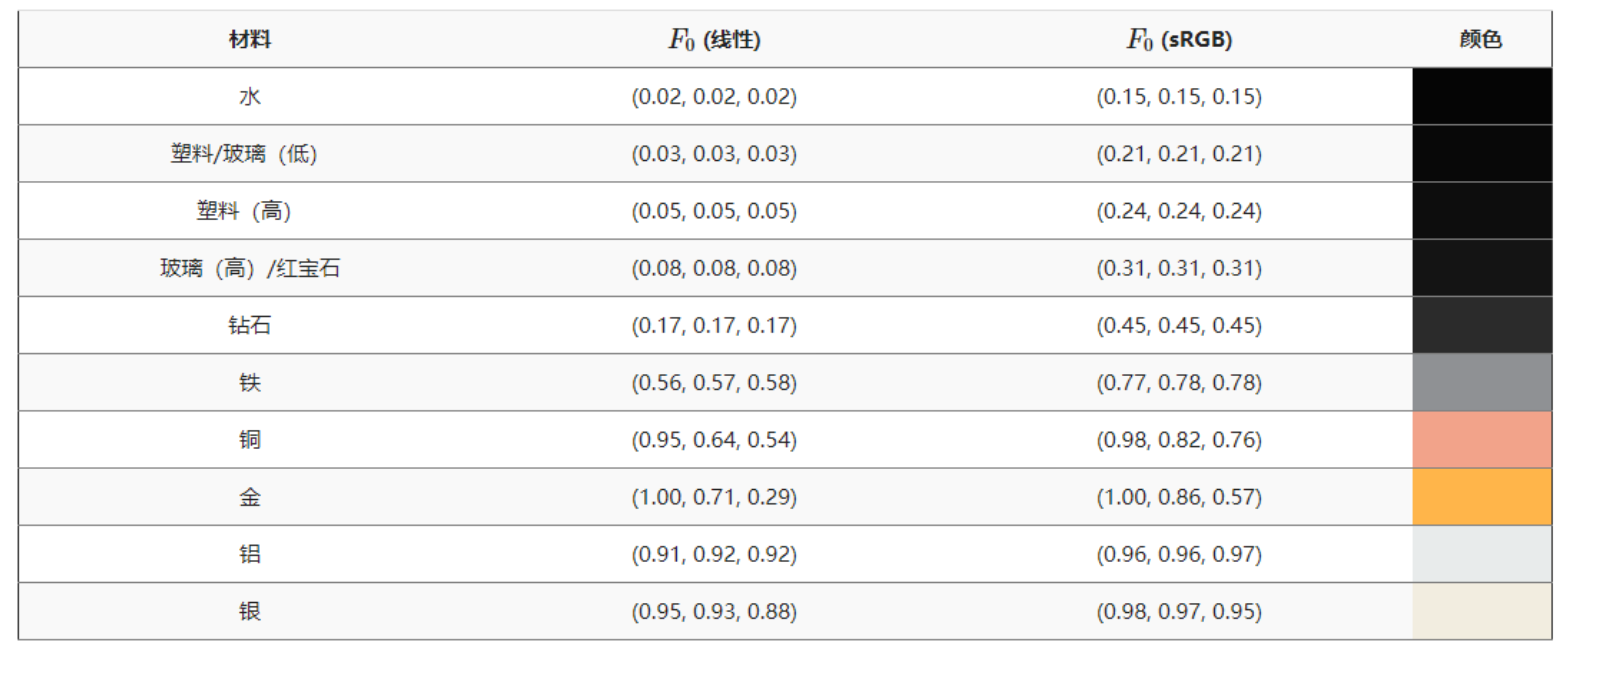 材料 F₀ (线性) F₀ (sRGB) 颜色
水 (0.02, 0.02, 0.02) (0.15, 0.15, 0.15)
塑料/玻璃（低） (0.03, 0.03, 0.03) (0.21, 0.21, 0.21)
塑料（高） (0.05, 0.05, 0.05) (0.24, 0.24, 0.24)
玻璃（高）/红宝石 (0.08, 0.08, 0.08) (0.31, 0.31, 0.31)
钻石 (0.17, 0.17, 0.17) (0.45, 0.45, 0.45)
铁 (0.56, 0.57, 0.58) (0.77, 0.78, 0.78)
铜 (0.95, 0.64, 0.54) (0.98, 0.82, 0.76)
金 (1.00, 0.71, 0.29) (1.00, 0.86, 0.57)
铝 (0.91, 0.92, 0.92) (0.96, 0.96, 0.97)
银 (0.95, 0.93, 0.88) (0.98, 0.97, 0.95)